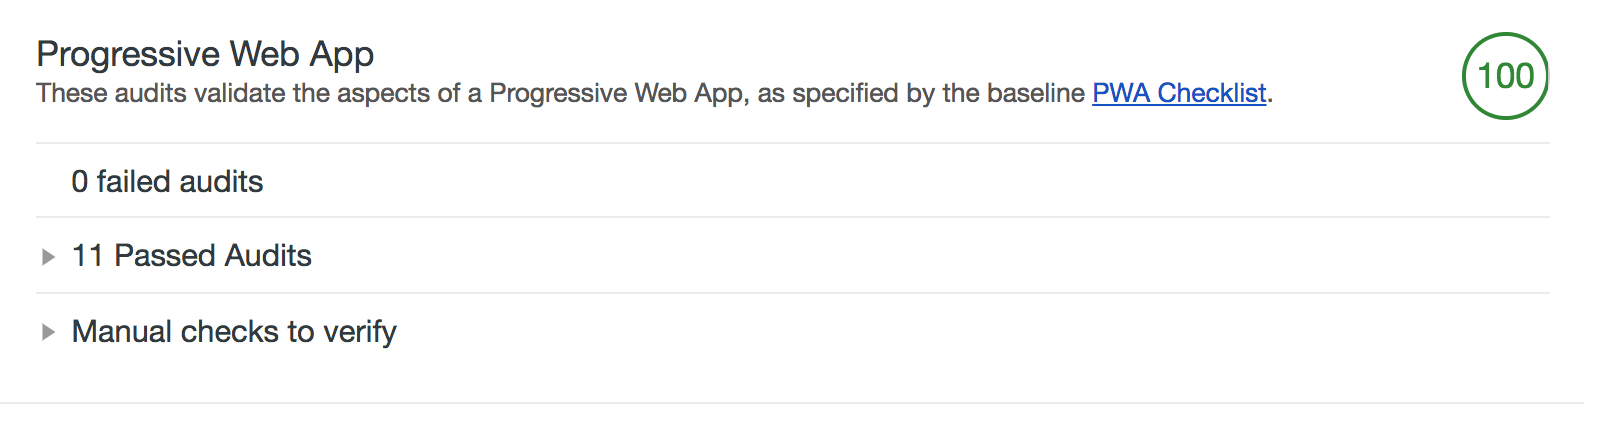 Progressive Web App
100
These audits validate the aspects of a Progressive Web App, as specified by the baseline PWA Checklist.
0 failed audits
11 Passed Audits
Manual checks to verify